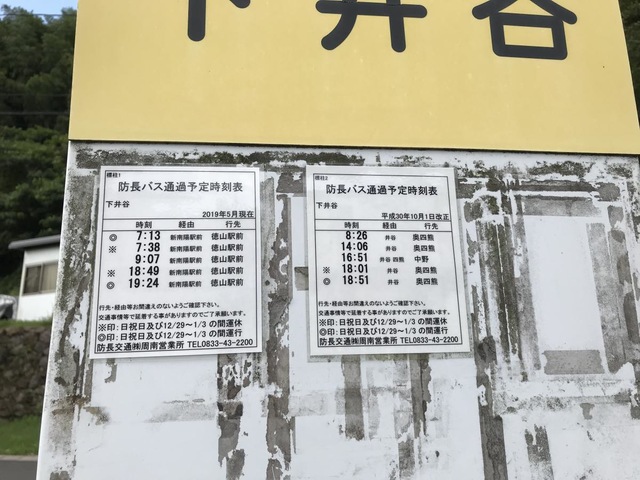 下井谷
標柱1
防長バス通過予定時刻表
下井谷
2019年5月現在
時刻 経由 行先
◎ 7:13 新南陽駅前 徳山駅前
※ 7:38 新南陽駅前 徳山駅前
9:07 新南陽駅前 徳山駅前
※ 18:49 新南陽駅前 徳山駅前
◎ 19:24 新南陽駅前 徳山駅前
行先・経由等お間違えのないようご確認下さい。
交通事情等で延着する事がありますのでご了承願います。
※印:日祝日及び12/29~1/3の間運休
◎印:日祝日及び12/29~1/3の間運行
防長交通㈱周南営業所 TEL0833-43-2200
標柱2
防長バス通過予定時刻表
下井谷
平成30年10月1日改正
時刻 経由 行先
8:26 井谷 奥四熊
14:06 井谷 奥四熊
16:51 井谷 四熊 中野
※ 18:01 井谷 奥四熊
◎ 18:51 井谷 奥四熊
行先・経由等お間違えのないようご確認下さい。
交通事情等で延着する事がありますのでご了承願います。
※印:日祝日及び12/29~1/3の間運休
◎印:日祝日及び12/29~1/3の間運行
防長交通㈱周南営業所 TEL0833-43-2200